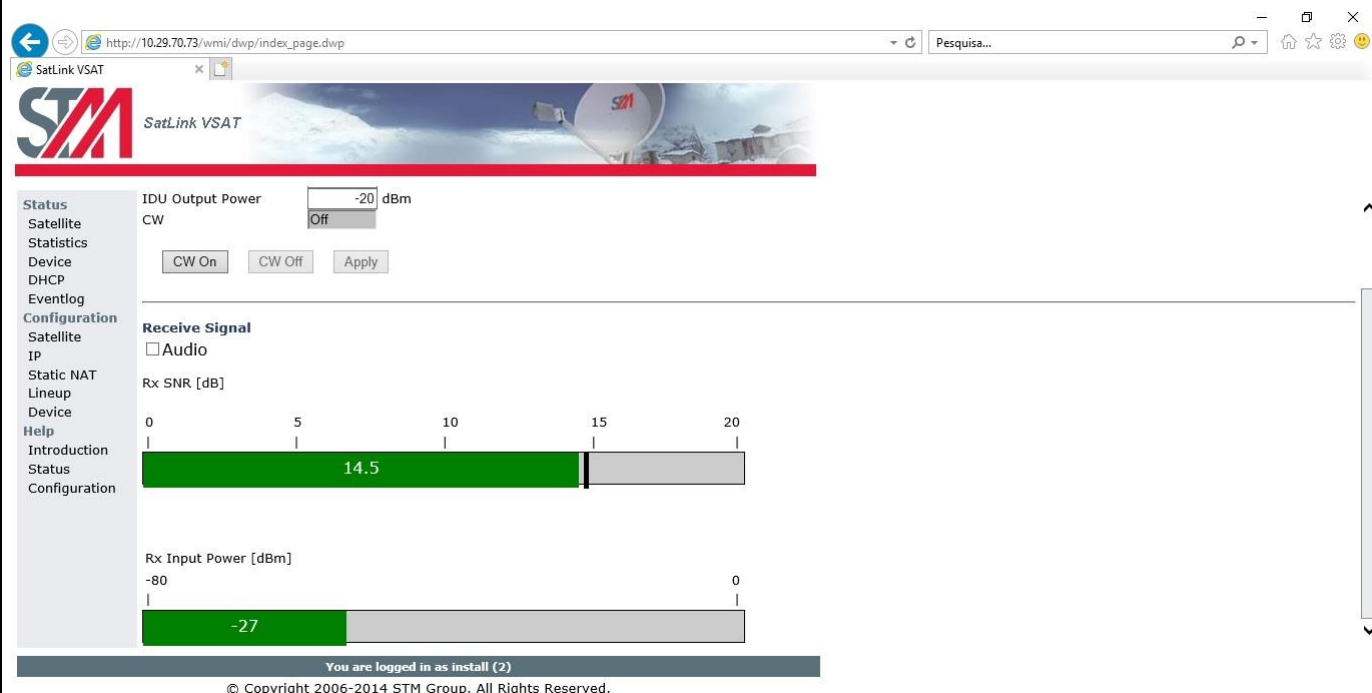 http://10.29.70.73/wmi/dwp/index_page.dwp
Pesquisa...
SatLink VSAT
STM
SatLink VSAT
STM
Status
Satellite
Statistics
Device
DHCP
Eventlog
Configuration
Satellite
IP
Static NAT
Lineup
Device
Help
Introduction
Status
Configuration
IDU Output Power -20 dBm
CW Off
CW On CW Off Apply
Receive Signal
Audio
Rx SNR [dB]
0 5 10 15 20
14.5
Rx Input Power [dBm]
-80 0
-27
You are logged in as install (2)
© Copyright 2006-2014 STM Group. All Rights Reserved.